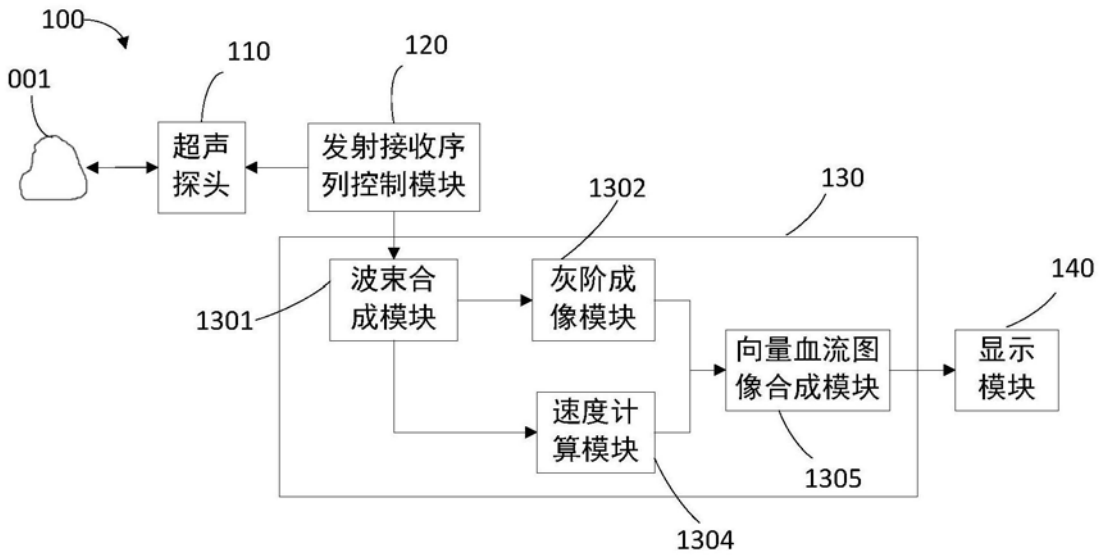 100
001
110
120
超声
探头
发射接收序
列控制模块
130
1301
波束合
成模块
1302
灰阶成
像模块
速度计
算模块
1304
向量血流图
像合成模块
1305
140
显示
模块